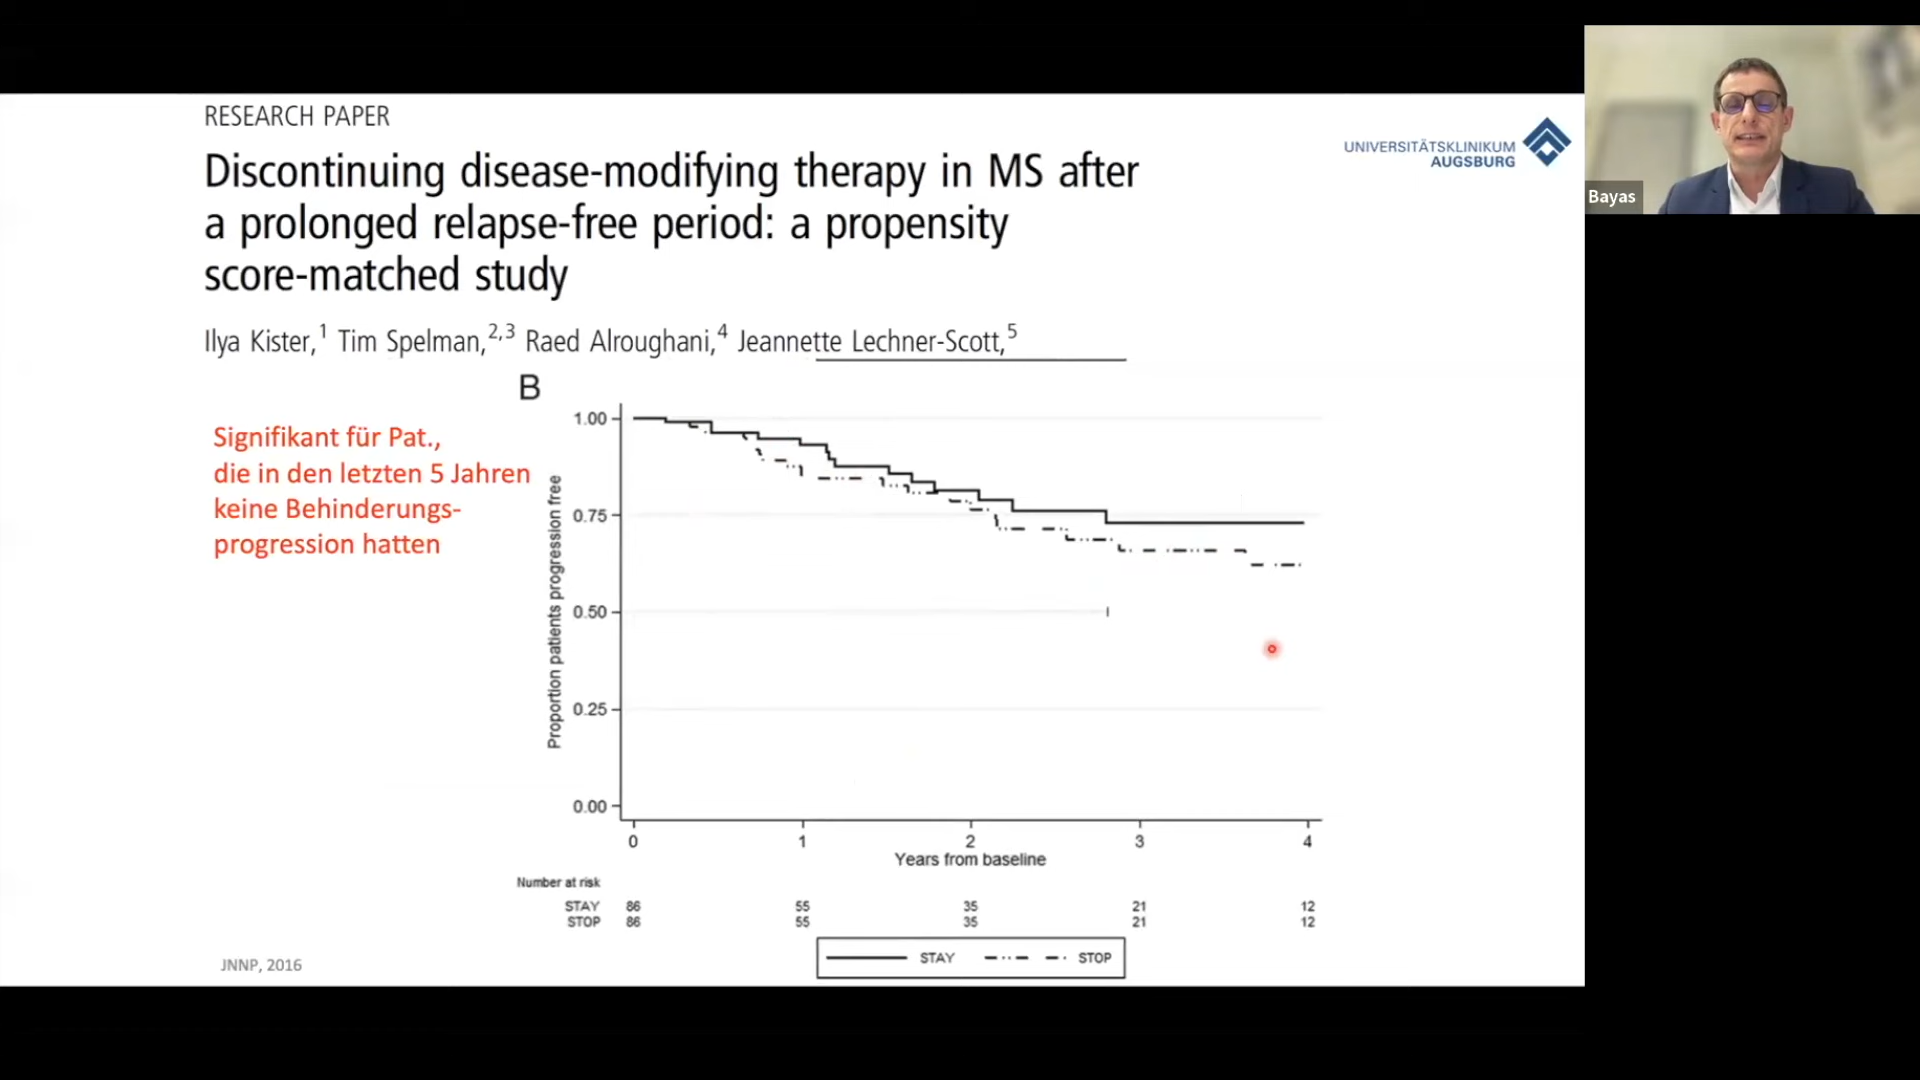 RESEARCH PAPER
Discontinuing disease-modifying therapy in MS after
a prolonged relapse-free period: a propensity
score-matched study
Ilya Kister,1 Tim Spelman,2,3 Raed Alroughani,4 Jeannette Lechner-Scott,5
UNIVERSITÄTSKLINIKUM
AUGSBURG
Bayas
Signifikant für Pat.,
die in den letzten 5 Jahren
keine Behinderungs-
progression hatten
B
Proportion patients progression free
1.00
0.75
0.50
0.25
0.00
0 1 2 3 4
Years from baseline
Number at risk
STAY 86 55 35 21 12
STOP 86 55 35 21 12
STAY STOP
JNNP, 2016